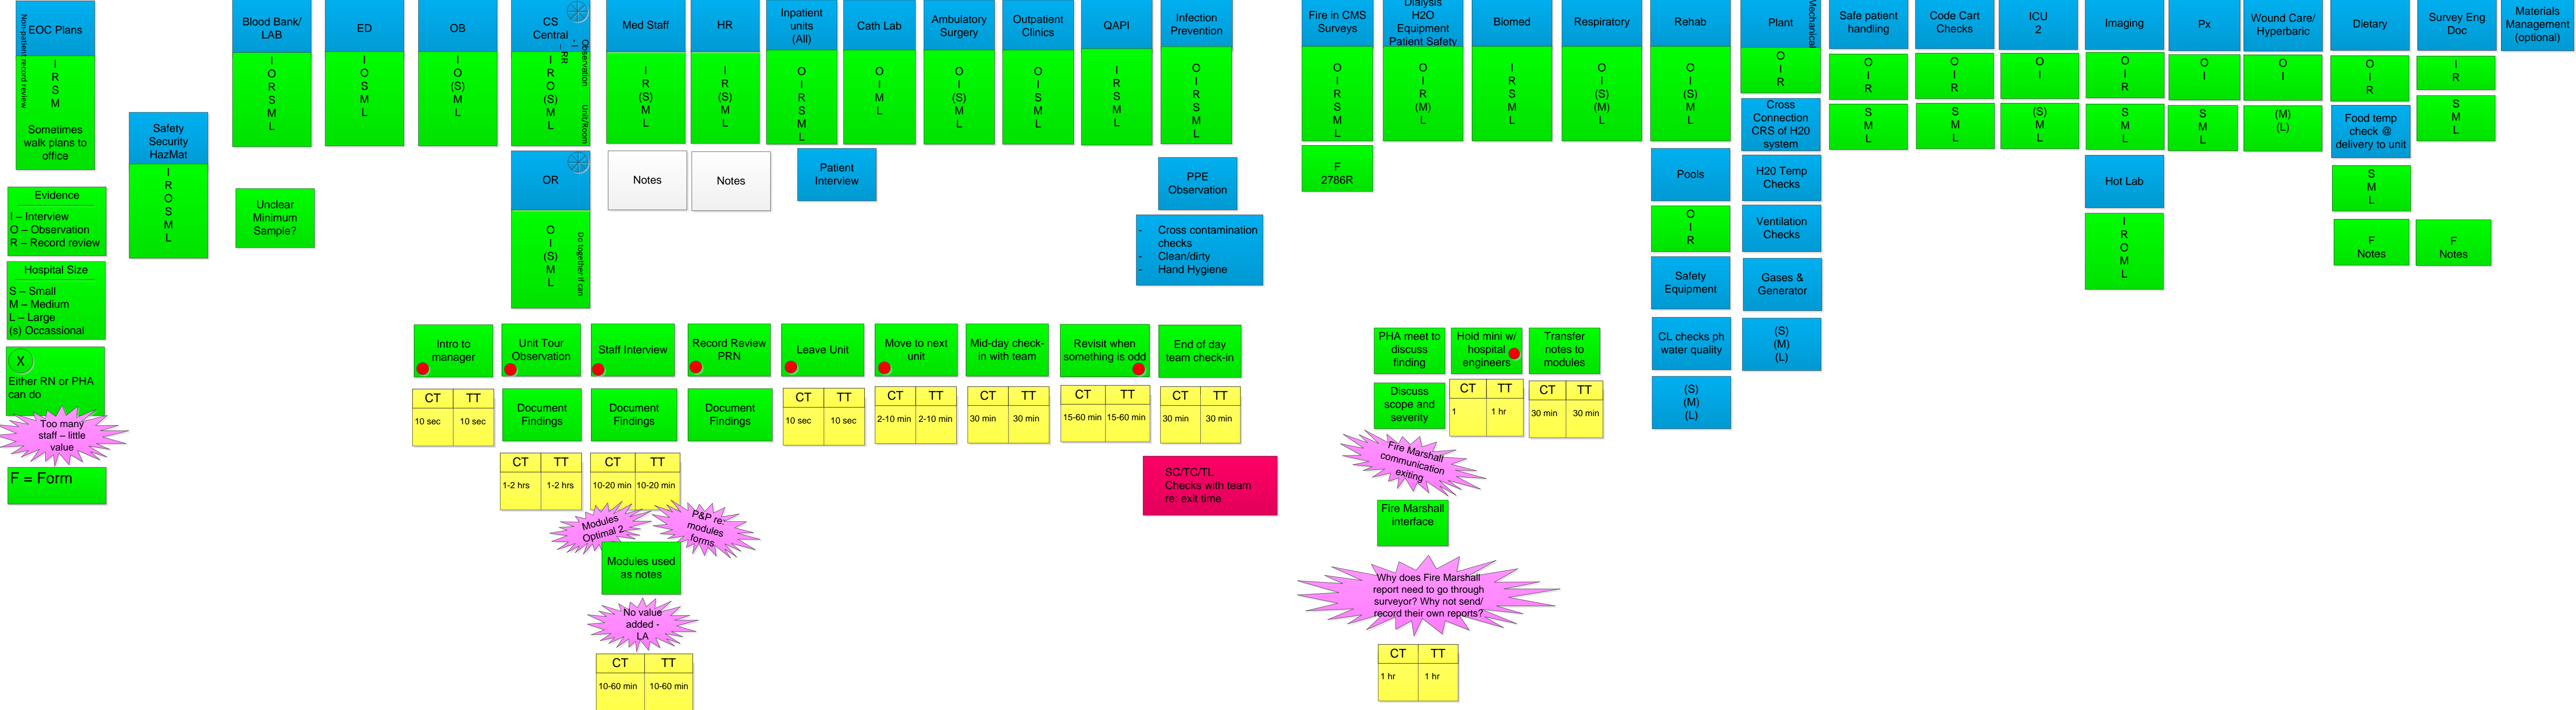 Non-patient record review
EOC Plans
I
R
S
M
Sometimes
walk plans to
office
Evidence
I – Interview
O – Observation
R – Record review
Hospital Size
S – Small
M – Medium
L – Large
(s) Occassional
X
Either RN or PHA
can do
Too many
staff – little
value
F = Form
Safety
Security
HazMat
I
R
O
S
M
L
Blood Bank/
LAB
I
O
R
S
M
L
Unclear
Minimum
Sample?
ED
I
O
S
M
L
OB
I
O
(S)
M
L
CS
Central
- I
_ RR
Observation
Unit/Room
I
R
O
(S)
M
L
OR
O
I
(S)
M
L
Do together if can
Med Staff
I
R
(S)
M
L
Notes
HR
I
R
(S)
M
L
Notes
Inpatient
units
(All)
O
I
R
S
M
L
Patient
Interview
Cath Lab
O
I
M
L
Ambulatory
Surgery
O
I
(S)
M
L
Outpatient
Clinics
O
I
S
M
L
QAPI
I
R
S
M
L
Infection
Prevention
O
I
R
S
M
L
PPE
Observation
- Cross contamination
checks
- Clean/dirty
- Hand Hygiene
Fire in CMS
Surveys
O
I
R
S
M
L
F
2786R
Dialysis
H2O
Equipment
Patient Safety
O
I
R
(M)
L
Biomed
I
R
S
M
L
Respiratory
O
I
(S)
(M)
L
Rehab
O
I
(S)
M
L
Pools
O
I
R
Safety
Equipment
CL checks ph
water quality
(S)
(M)
(L)
Plant
Mechanical
O
I
R
Cross
Connection
CRS of H20
system
H20 Temp
Checks
Ventilation
Checks
Gases &
Generator
(S)
(M)
(L)
Safe patient
handling
O
I
R
S
M
L
Code Cart
Checks
O
I
R
S
M
L
ICU
2
O
I
(S)
M
L
Imaging
O
I
R
S
M
L
Hot Lab
I
R
O
M
L
Px
O
I
S
M
L
Wound Care/
Hyperbaric
O
I
(M)
(L)
Dietary
O
I
R
Food temp
check @
delivery to unit
S
M
L
F
Notes
Survey Eng
Doc
I
R
S
M
L
F
Notes
Materials
Management
(optional)
Intro to
manager
CT TT
10 sec 10 sec
Unit Tour
Observation
Document
Findings
CT TT
1-2 hrs 1-2 hrs
Staff Interview
Document
Findings
CT TT
10-20 min 10-20 min
Modules
Optimal 2
P&P re:
modules
forms
Modules used
as notes
No value
added -
LA
CT TT
10-60 min 10-60 min
Record Review
PRN
Document
Findings
Leave Unit
CT TT
10 sec 10 sec
Move to next
unit
CT TT
2-10 min 2-10 min
Mid-day check-
in with team
CT TT
30 min 30 min
Revisit when
something is odd
CT TT
15-60 min 15-60 min
End of day
team check-in
CT TT
30 min 30 min
SC/TC/TL
Checks with team
re: exit time
PHA meet to
discuss
finding
Discuss
scope and
severity
Fire Marshall
communication
exiting
Fire Marshall
interface
Why does Fire Marshall
report need to go through
surveyor? Why not send/
record their own reports?
CT TT
1 hr 1 hr
Hold mini w/
hospital
engineers
CT TT
1 1 hr
Transfer
notes to
modules
CT TT
30 min 30 min